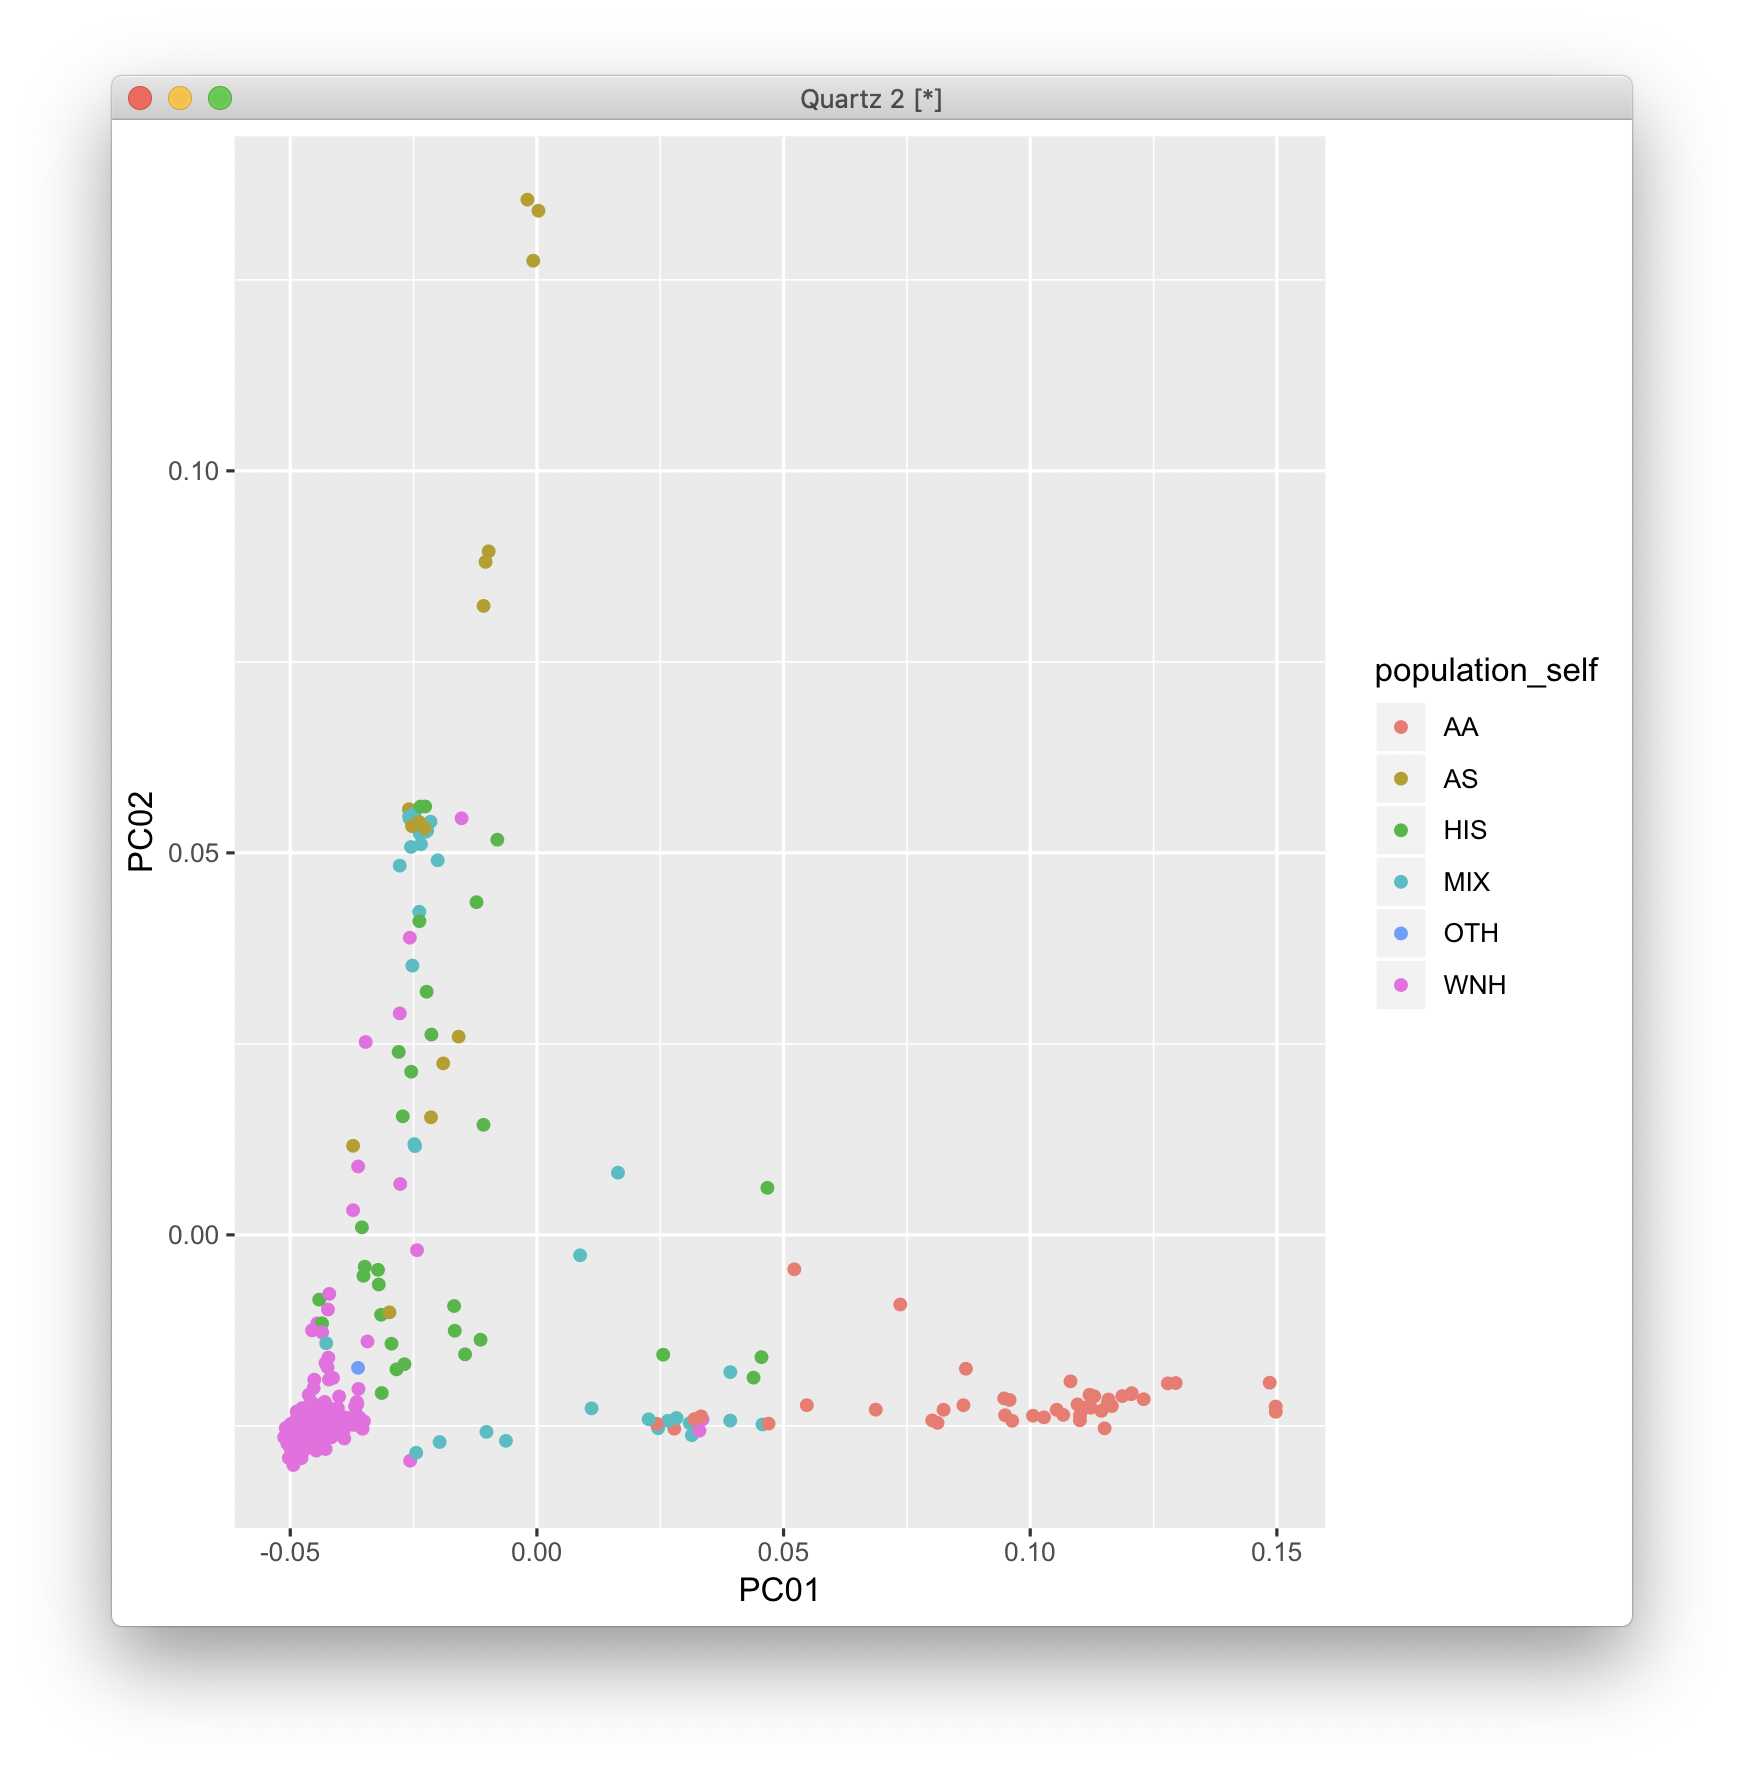 Quartz 2 [*]
0.10
0.05
0.00
PC02
-0.05 0.00 0.05 0.10 0.15
PC01
population_self
AA
AS
HIS
MIX
OTH
WNH